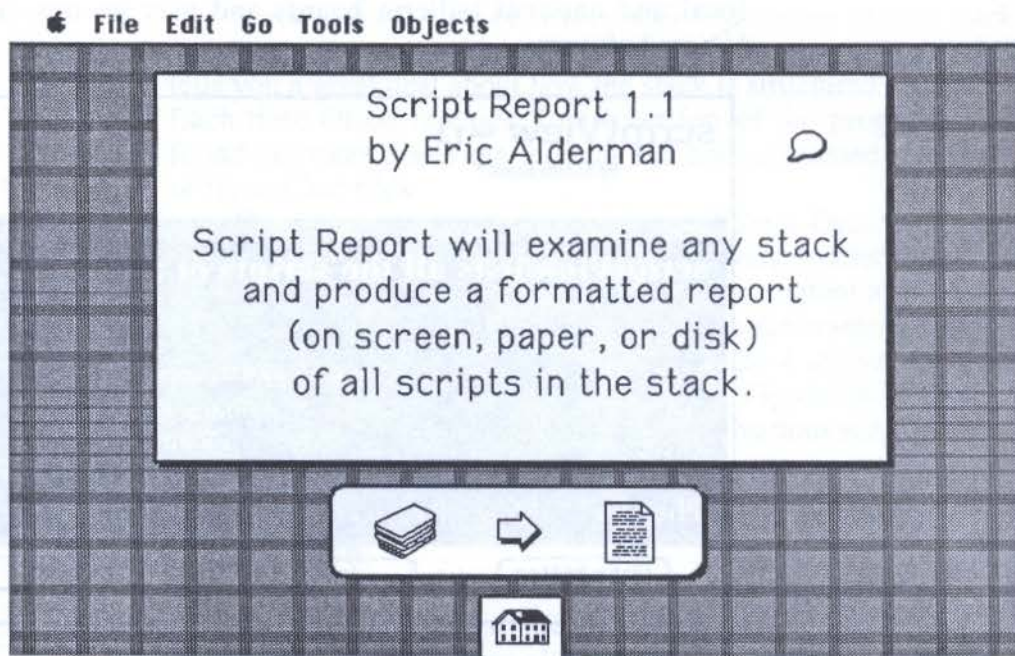 File Edit Go Tools Objects
Script Report 1.1
by Eric Alderman
Script Report will examine any stack
and produce a formatted report
(on screen, paper, or disk)
of all scripts in the stack.